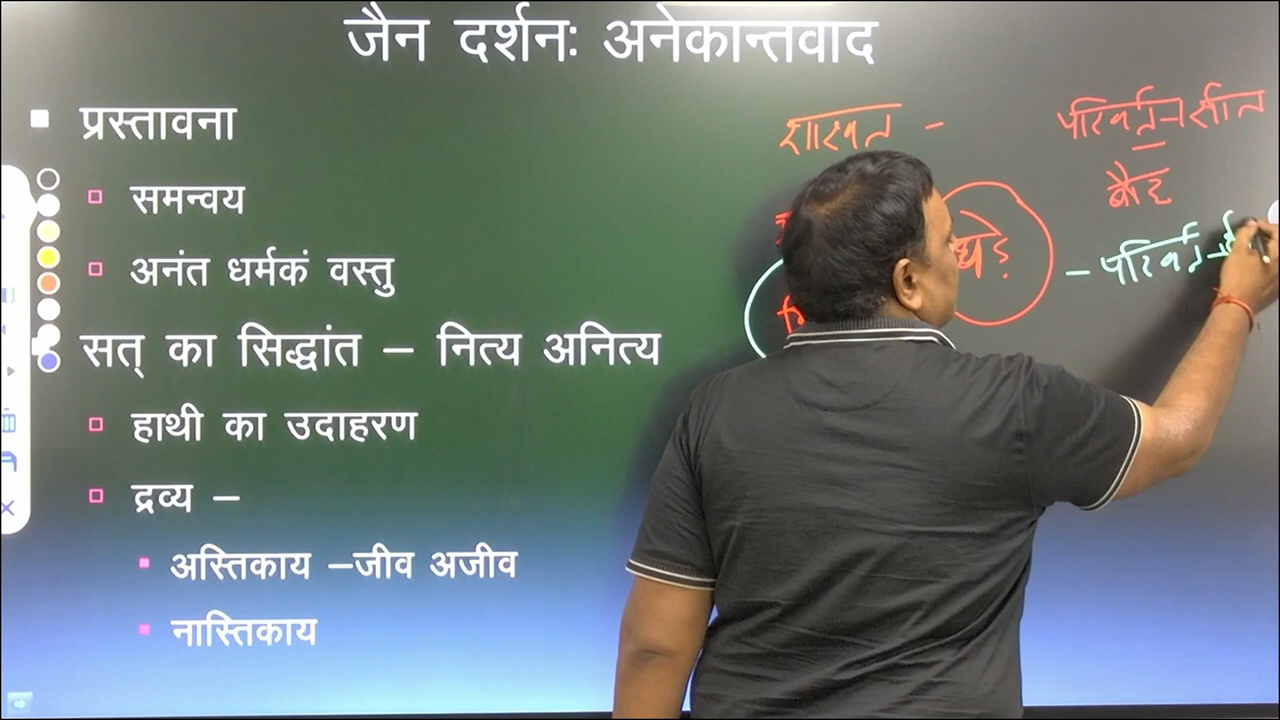 जैन दर्शनः अनेकान्तवाद
प्रस्तावना
समन्वय
अनंत धर्मकं वस्तु
सत् का सिद्धांत – नित्य अनित्य
हाथी का उदाहरण
द्रव्य –
अस्तिकाय –जीव अजीव
नास्तिकाय
शाश्वत –
परिवर्तनशील
बौद्ध